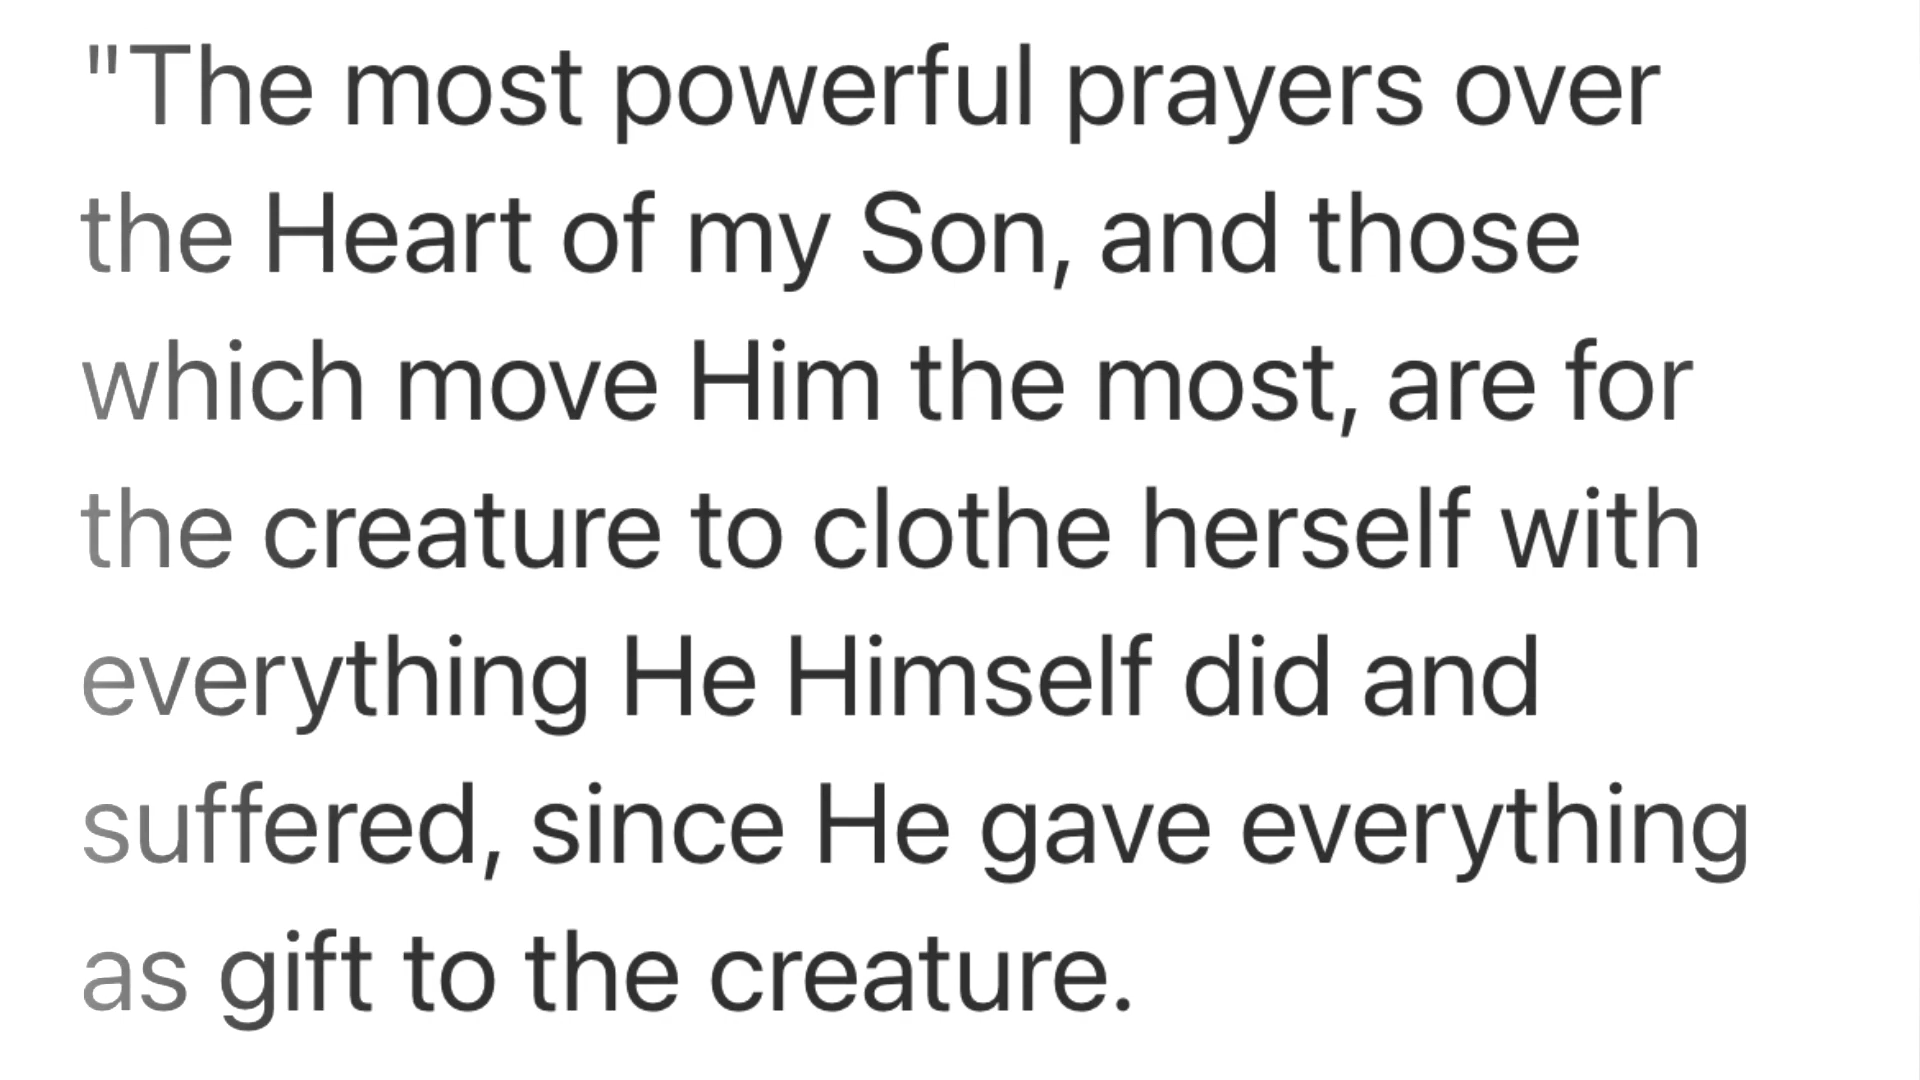 "The most powerful prayers over
the Heart of my Son, and those
which move Him the most, are for
the creature to clothe herself with
everything He Himself did and
suffered, since He gave everything
as gift to the creature.